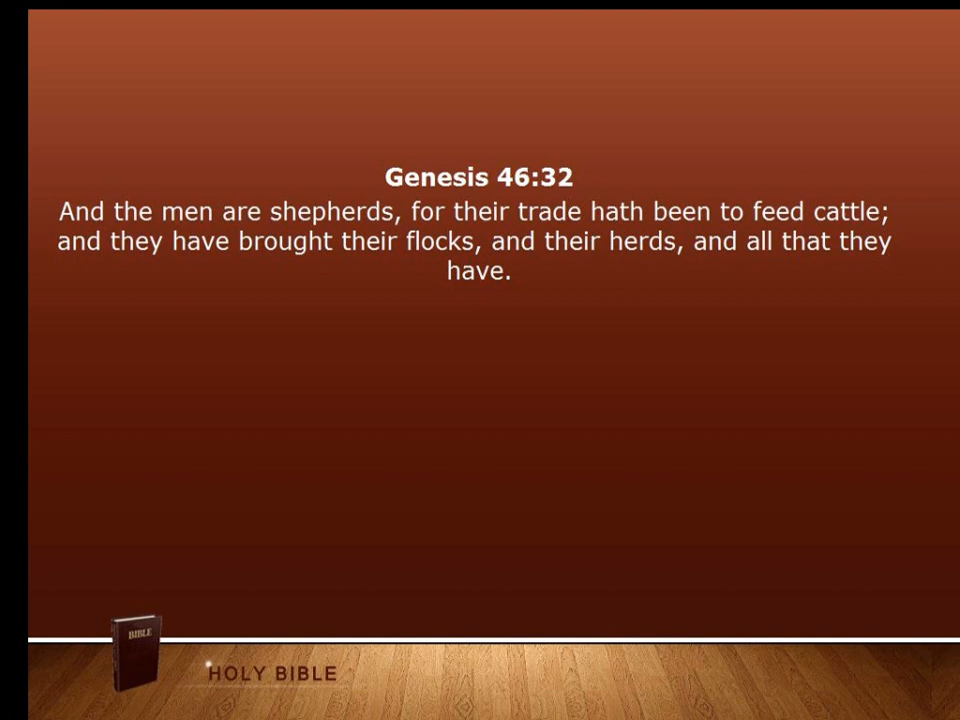 Genesis 46:32
And the men are shepherds, for their trade hath been to feed cattle;
and they have brought their flocks, and their herds, and all that they
have.
BIBLE
HOLY BIBLE